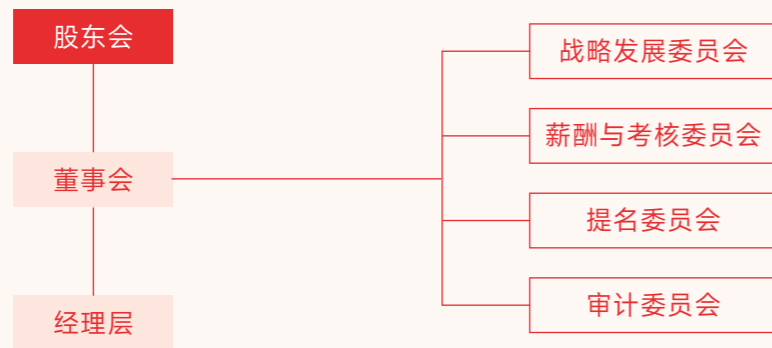 股东会
董事会
经理层
战略发展委员会
薪酬与考核委员会
提名委员会
审计委员会